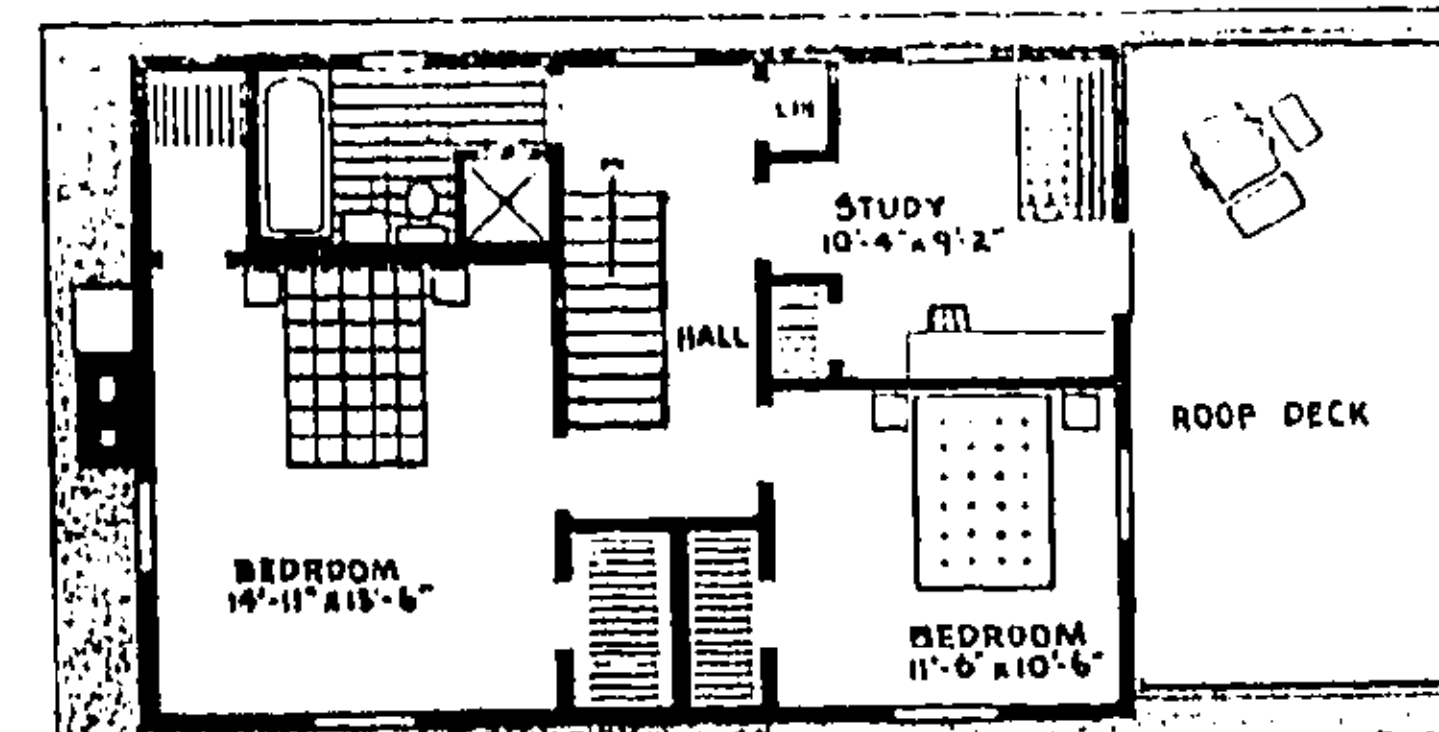 LIN
DN
STUDY
10'-4" x 9'-2"
HALL
ROOF DECK
BEDROOM
14'-11" x 13'-6"
BEDROOM
11'-6" x 10'-6"